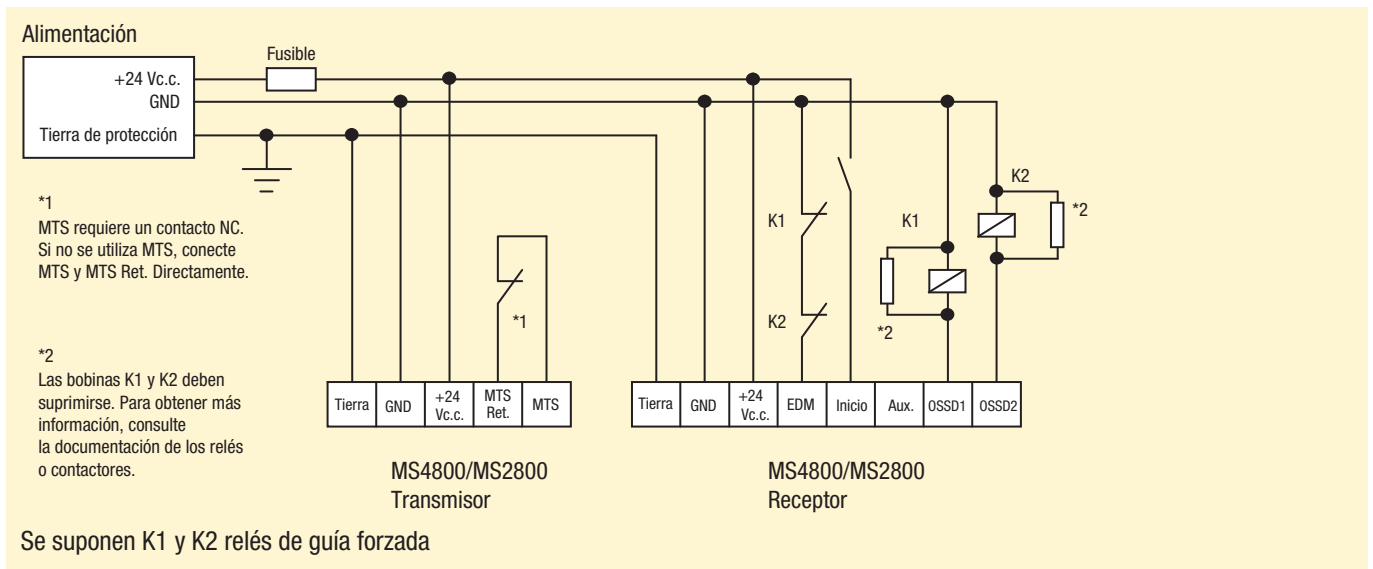 Alimentación
Fusible
+24 Vc.c.
GND
Tierra de protección
*1
MTS requiere un contacto NC.
Si no se utiliza MTS, conecte
MTS y MTS Ret. Directamente.
*2
Las bobinas K1 y K2 deben
suprimirse. Para obtener más
información, consulte
la documentación de los relés
o contactores.
*1
K1
K2
K1
*2
K2
*2
Tierra
GND
+24
Vc.c.
MTS
Ret.
MTS
Tierra
GND
+24
Vc.c.
EDM
Inicio
Aux.
OSSD1
OSSD2
MS4800/MS2800
Transmisor
MS4800/MS2800
Receptor
Se suponen K1 y K2 relés de guía forzada